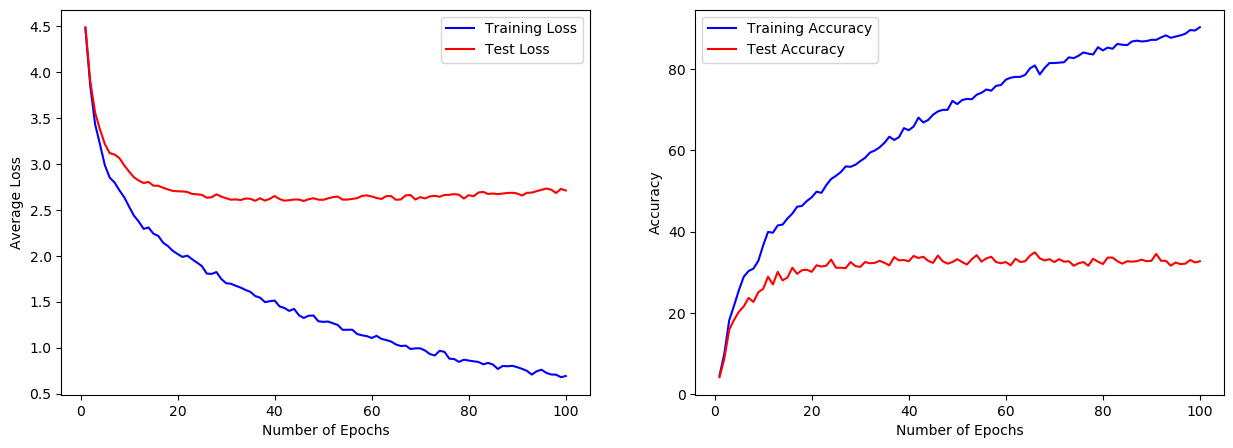 4.5
4.0
3.5
3.0
2.5
2.0
1.5
1.0
0.5
Average Loss
Training Loss
Test Loss
0 20 40 60 80 100
Number of Epochs
80
60
40
20
0
Accuracy
Training Accuracy
Test Accuracy
0 20 40 60 80 100
Number of Epochs